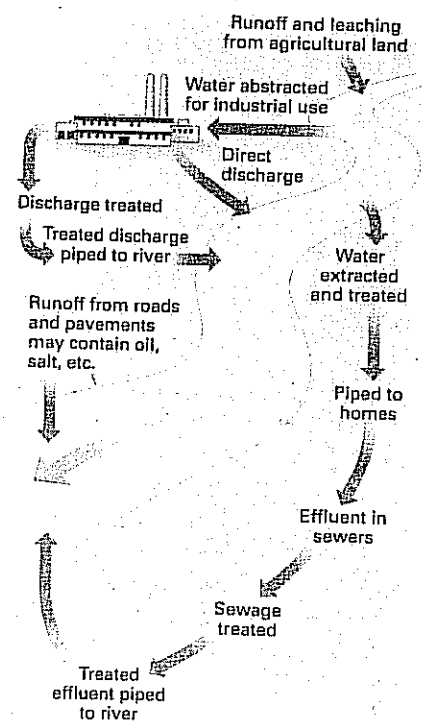 Runoff and leaching
from agricultural land
Water abstracted
for industrial use
Direct
discharge
Discharge treated
Treated discharge
piped to river
Water
extracted
and treated
Runoff from roads
and pavements
may contain oil,
salt, etc.
Piped to
homes
Effluent in
sewers
Sewage
treated
Treated
effluent piped
to river